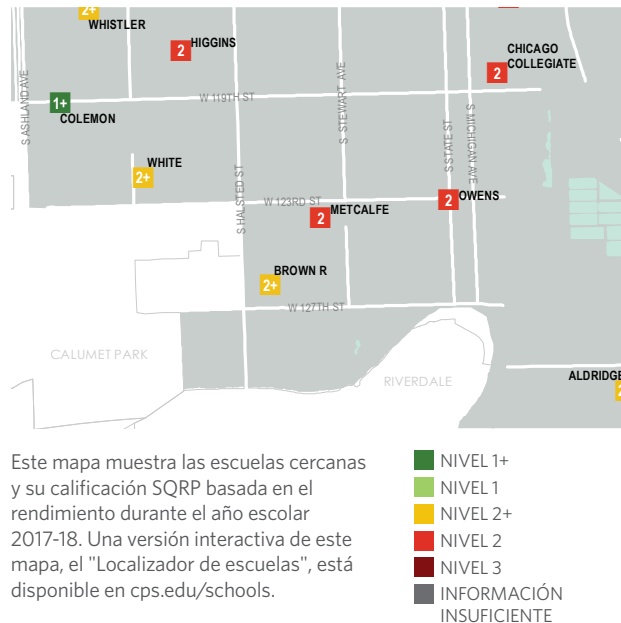 2+
WHISTLER
2
HIGGINS
CHICAGO
COLLEGIATE
2
S ASHLAND AVE
W 119TH ST
S STEWART AVE
1+
COLEMON
S HALSTED ST
S STATE ST
S MICHIGAN AVE
WHITE
2+
W 123RD ST
2
METCALFE
2
OWENS
BROWN R
2+
W 127TH ST
CALUMET PARK
RIVERDALE
ALDRIDGE
2
Este mapa muestra las escuelas cercanas
y su calificación SQRP basada en el
rendimiento durante el año escolar
2017-18. Una versión interactiva de este
mapa, el "Localizador de escuelas", está
disponible en cps.edu/schools.
NIVEL 1+
NIVEL 1
NIVEL 2+
NIVEL 2
NIVEL 3
INFORMACIÓN
INSUFICIENTE